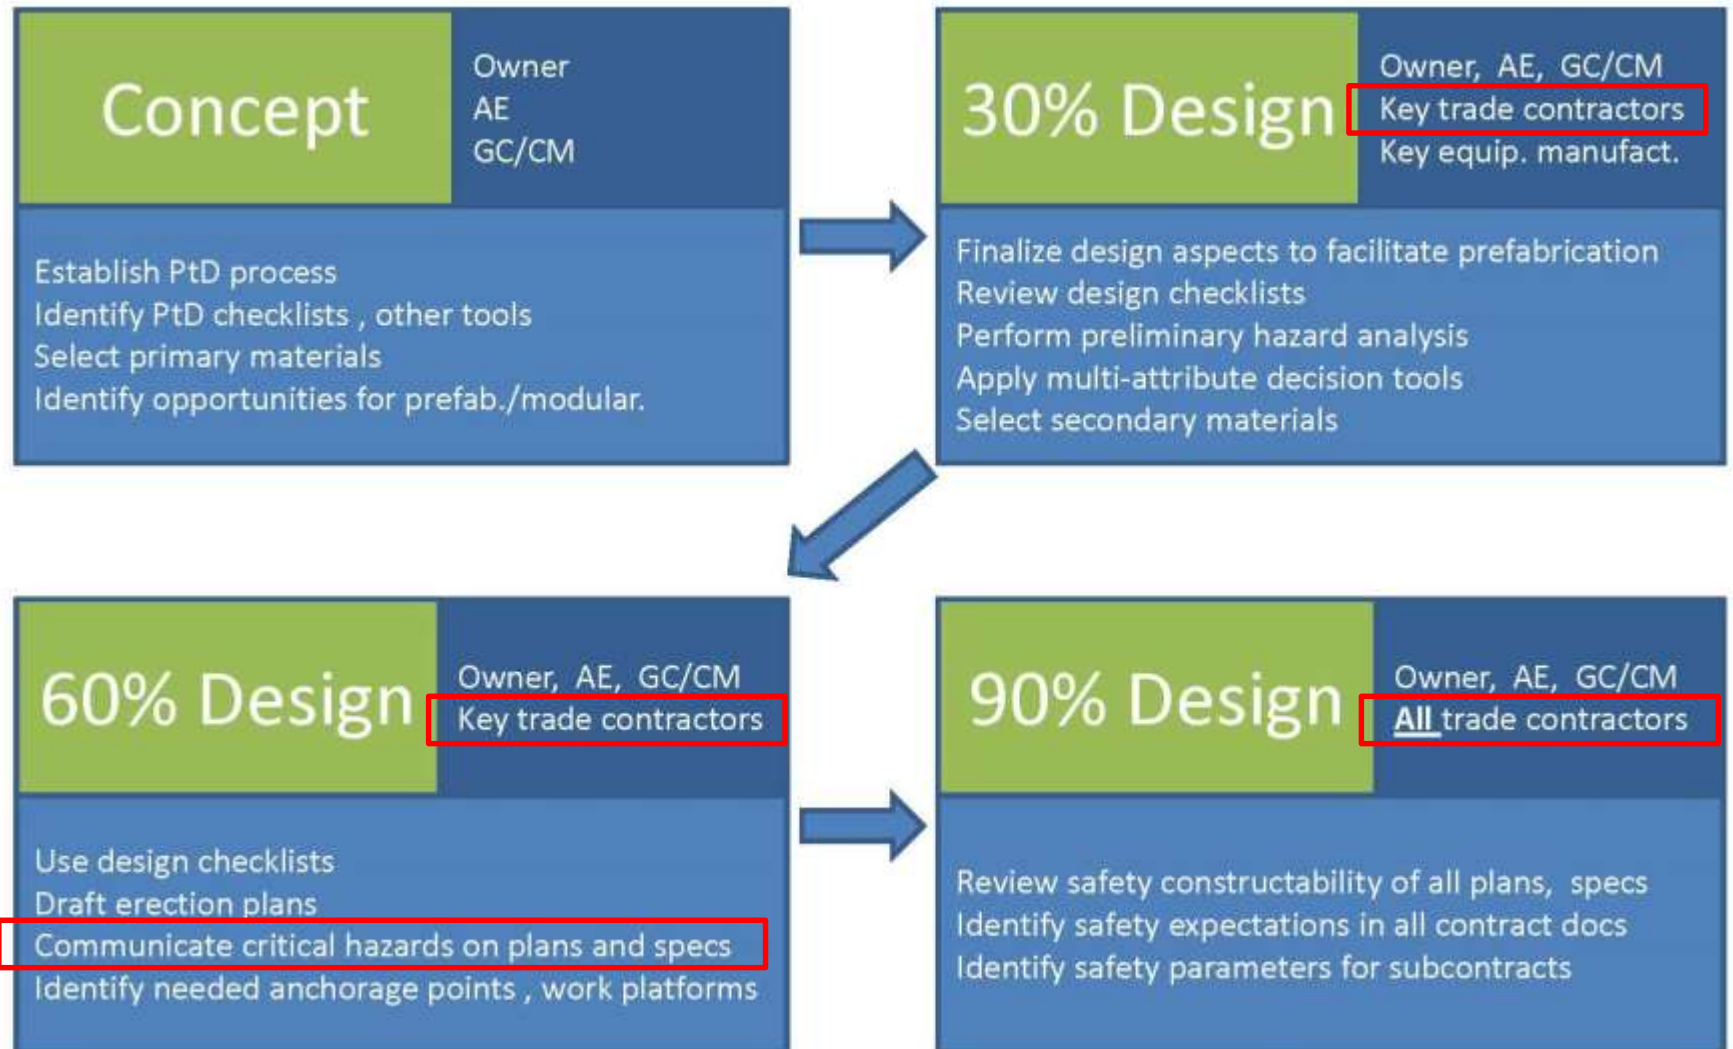 Concept
Owner
AE
GC/CM
Establish PtD process
Identify PtD checklists , other tools
Select primary materials
Identify opportunities for prefab./modular.
30% Design
Owner, AE, GC/CM
Key trade contractors
Key equip. manufact.
Finalize design aspects to facilitate prefabrication
Review design checklists
Perform preliminary hazard analysis
Apply multi-attribute decision tools
Select secondary materials
60% Design
Owner, AE, GC/CM
Key trade contractors
Use design checklists
Draft erection plans
Communicate critical hazards on plans and specs
Identify needed anchorage points , work platforms
90% Design
Owner, AE, GC/CM
All trade contractors
Review safety constructability of all plans, specs
Identify safety expectations in all contract docs
Identify safety parameters for subcontracts